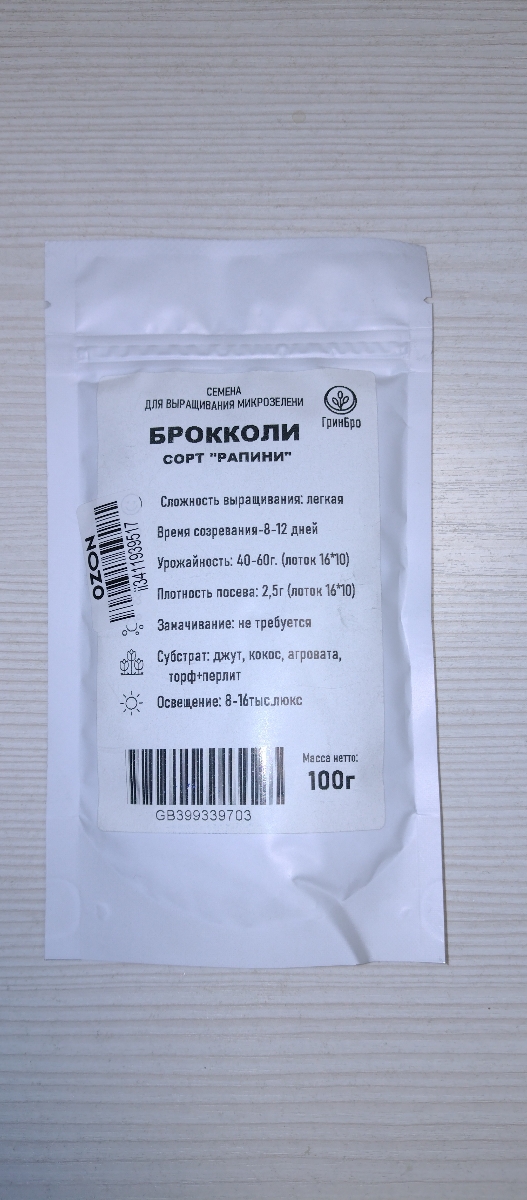 СЕМЕНА
ДЛЯ ВЫРАЩИВАНИЯ МИКРОЗЕЛЕНИ
ГринБро
БРОККОЛИ
СОРТ "РАПИНИ"
Сложность выращивания: легкая
Время созревания-8-12 дней
Урожайность: 40-60г. (лоток 16*10)
Плотность посева: 2,5г (лоток 16*10)
Замачивание: не требуется
Субстрат: джут, кокос, агровата,
торф+перлит
Освещение: 8-16тыс.люкс
OZON
ii3411939517
Масса нетто:
100г
GB399339703